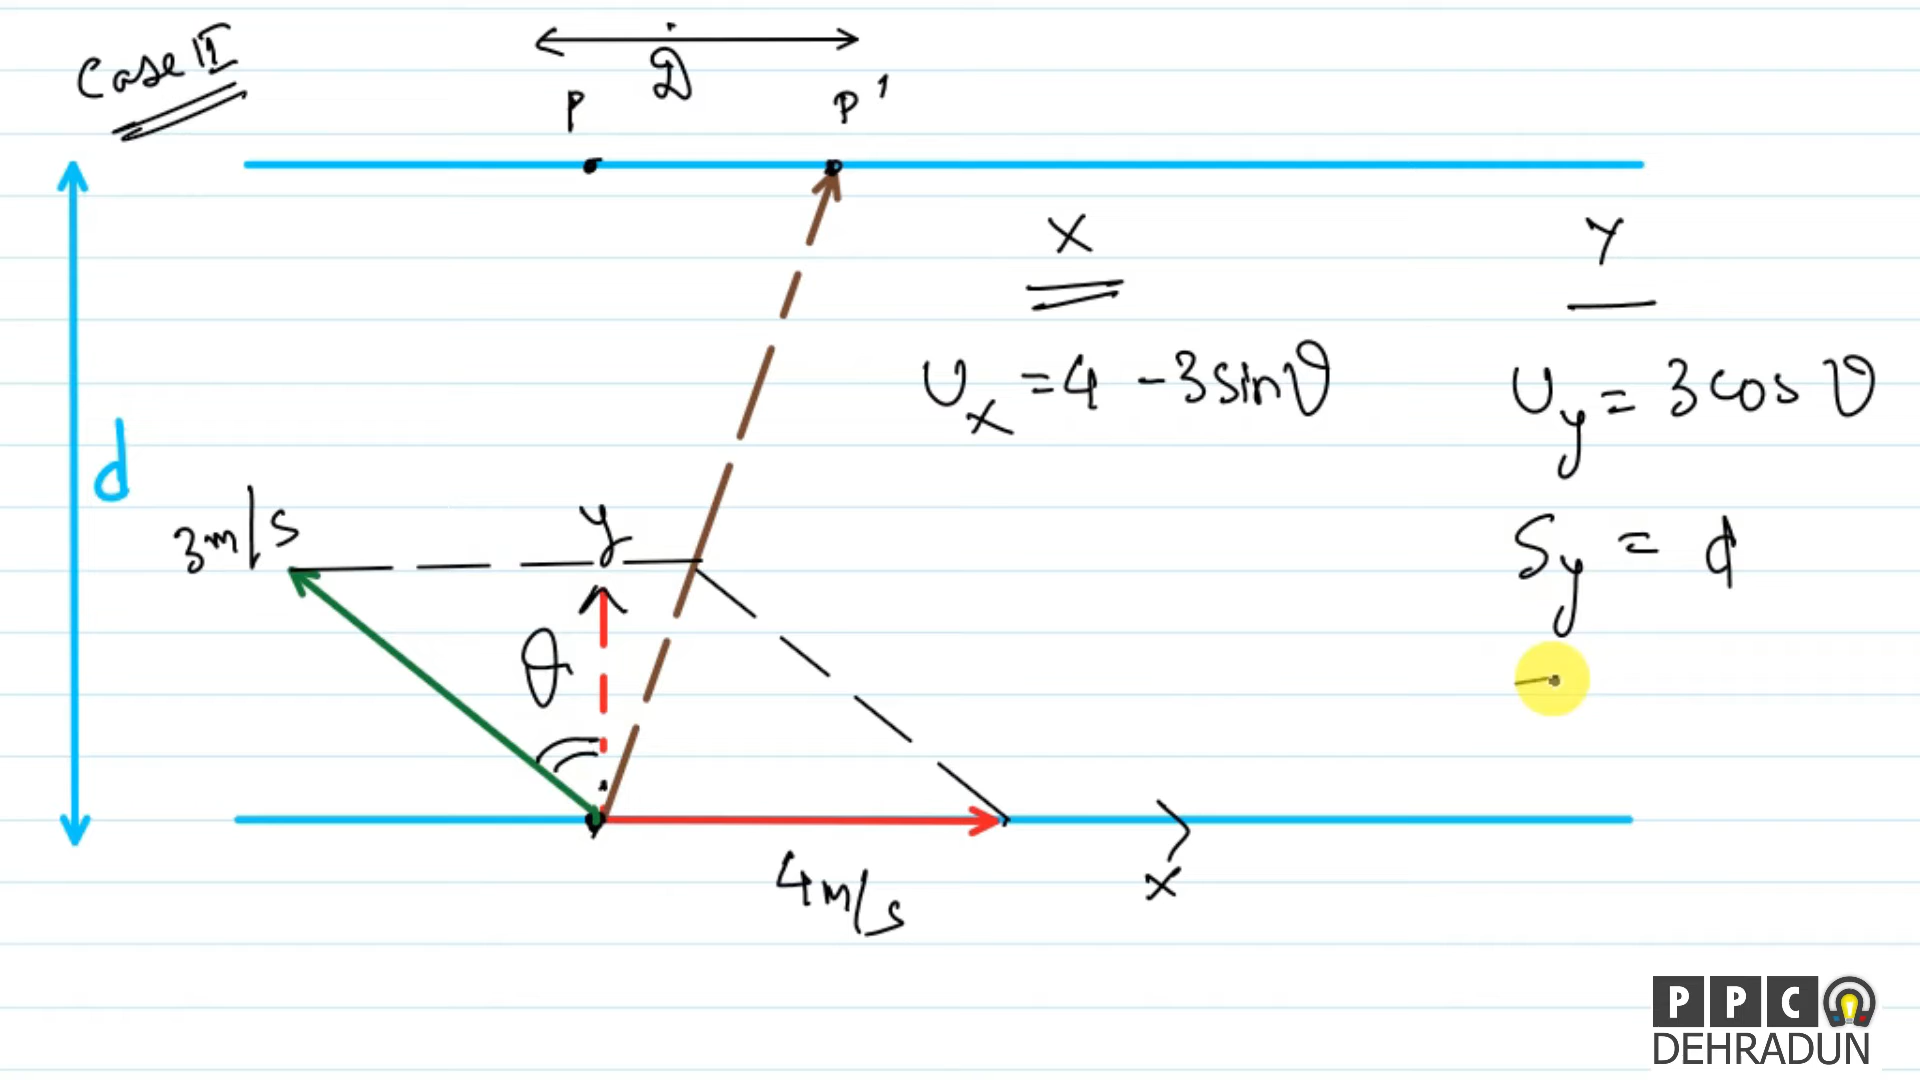 Case II
D
P
P'
X
Y
Ux = 4 - 3sinθ
Uy = 3cosθ
d
3m/s
y
Sy = d
θ
4m/s
x
PPC
DEHRADUN